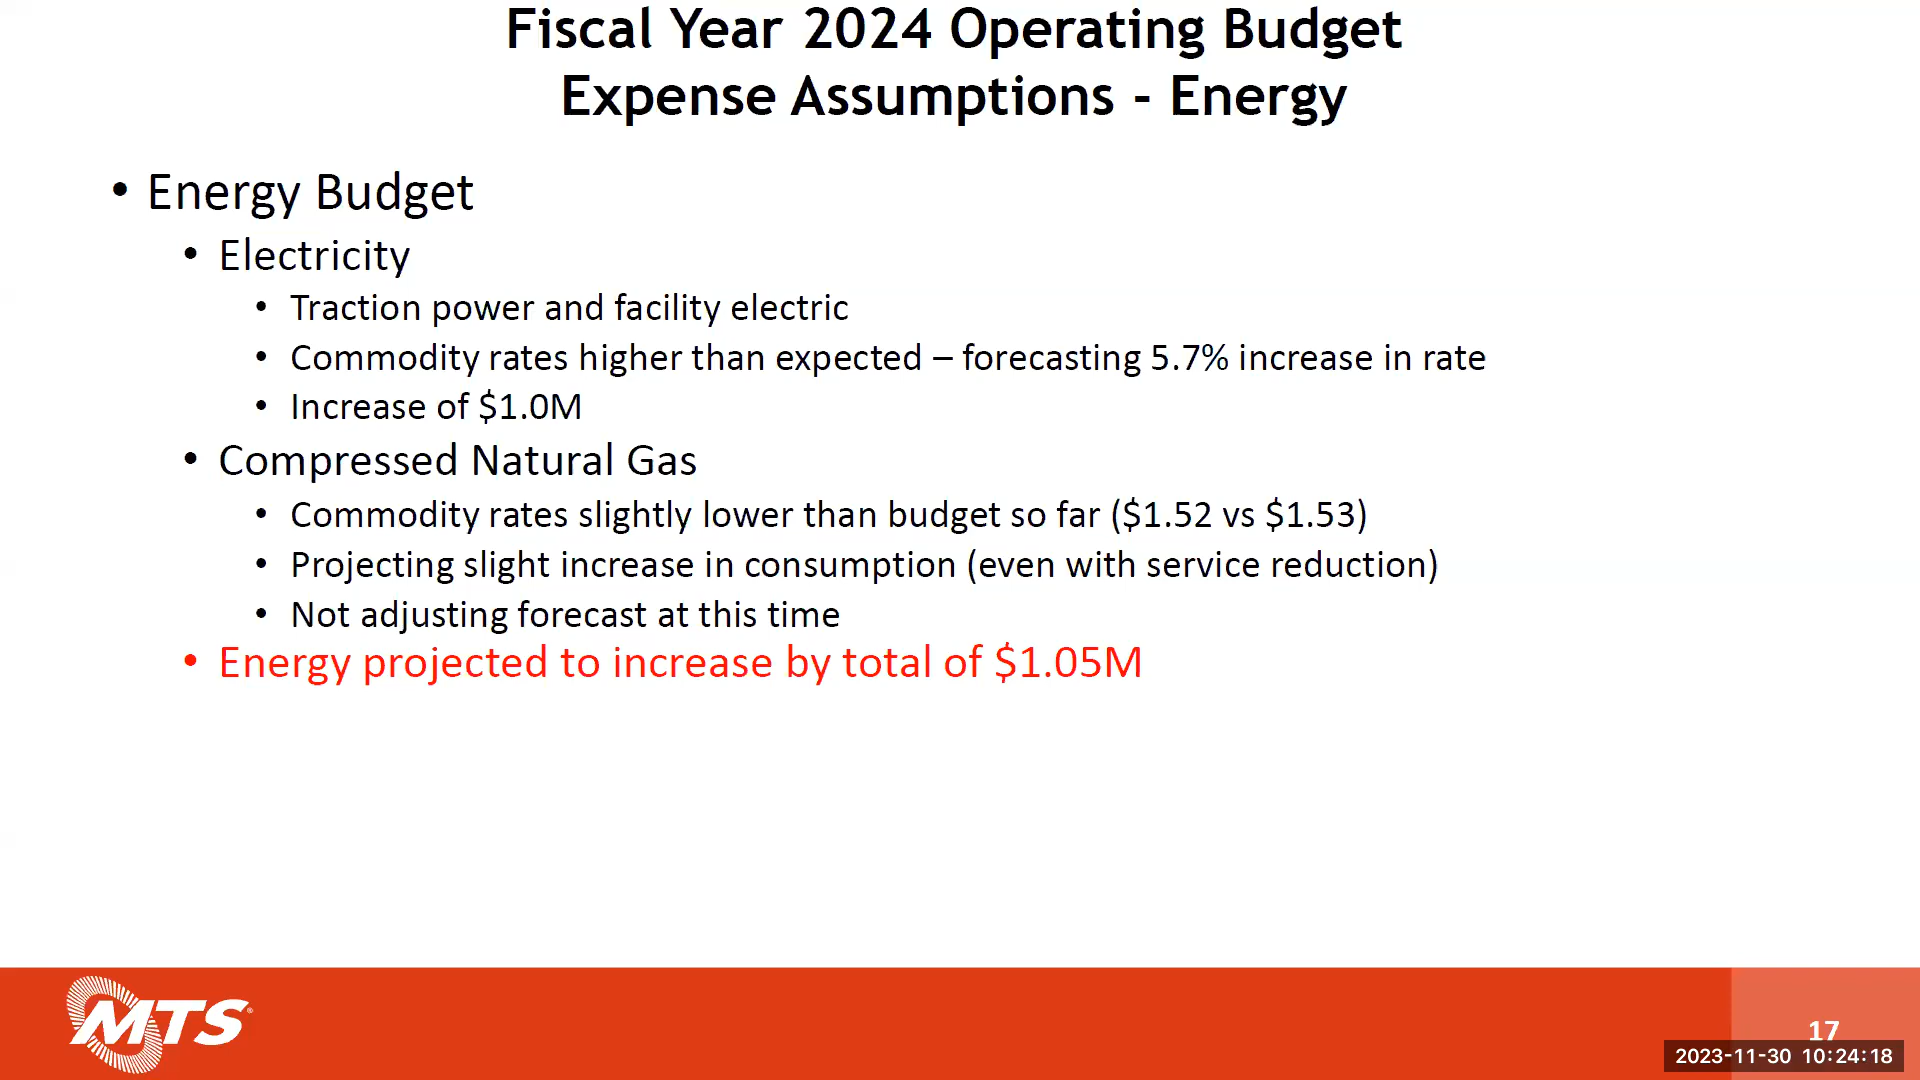 Fiscal Year 2024 Operating Budget
Expense Assumptions - Energy
• Energy Budget
• Electricity
• Traction power and facility electric
• Commodity rates higher than expected – forecasting 5.7% increase in rate
• Increase of $1.0M
• Compressed Natural Gas
• Commodity rates slightly lower than budget so far ($1.52 vs $1.53)
• Projecting slight increase in consumption (even with service reduction)
• Not adjusting forecast at this time
• Energy projected to increase by total of $1.05M
MTS®
17
2023-11-30 10:24:18